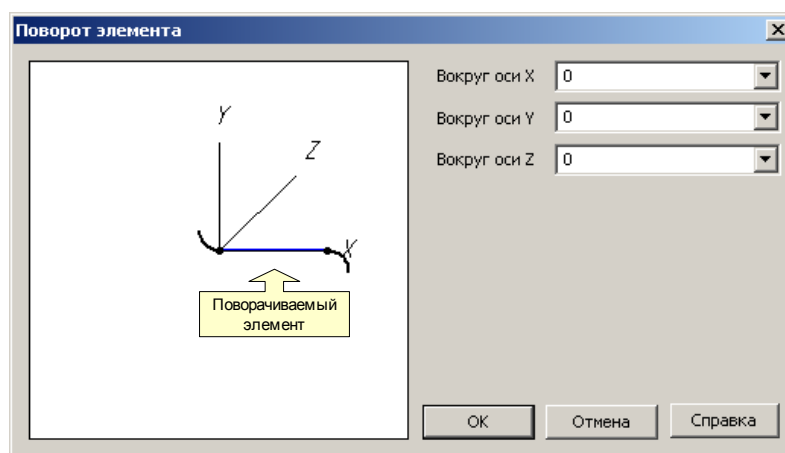 Поворот элемента
Вокруг оси X 0
Вокруг оси Y 0
Вокруг оси Z 0
Y
Z
X
Поворачиваемый
элемент
OK Отмена Справка